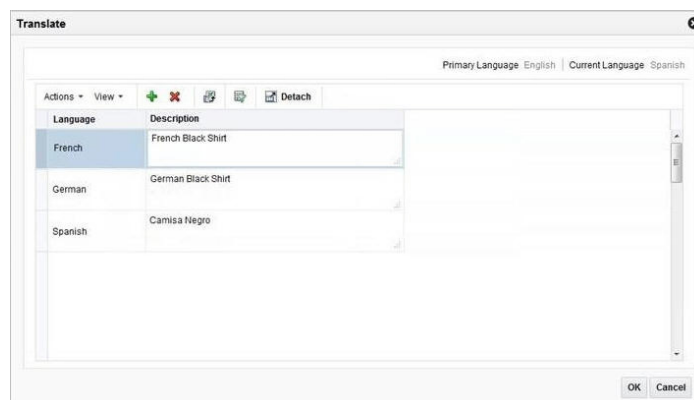 Translate
Primary Language English Current Language Spanish
Actions View Detach
Language Description
French French Black Shirt
German German Black Shirt
Spanish Camisa Negro
OK Cancel